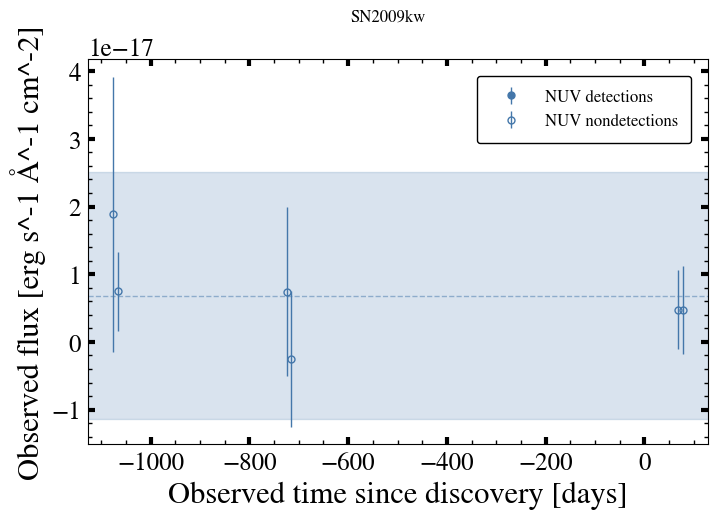 SN2009kw
1e−17
4
3
2
1
0
−1
NUV detections
NUV nondetections
Observed flux [erg s^-1 Å^-1 cm^-2]
−1000 −800 −600 −400 −200 0
Observed time since discovery [days]